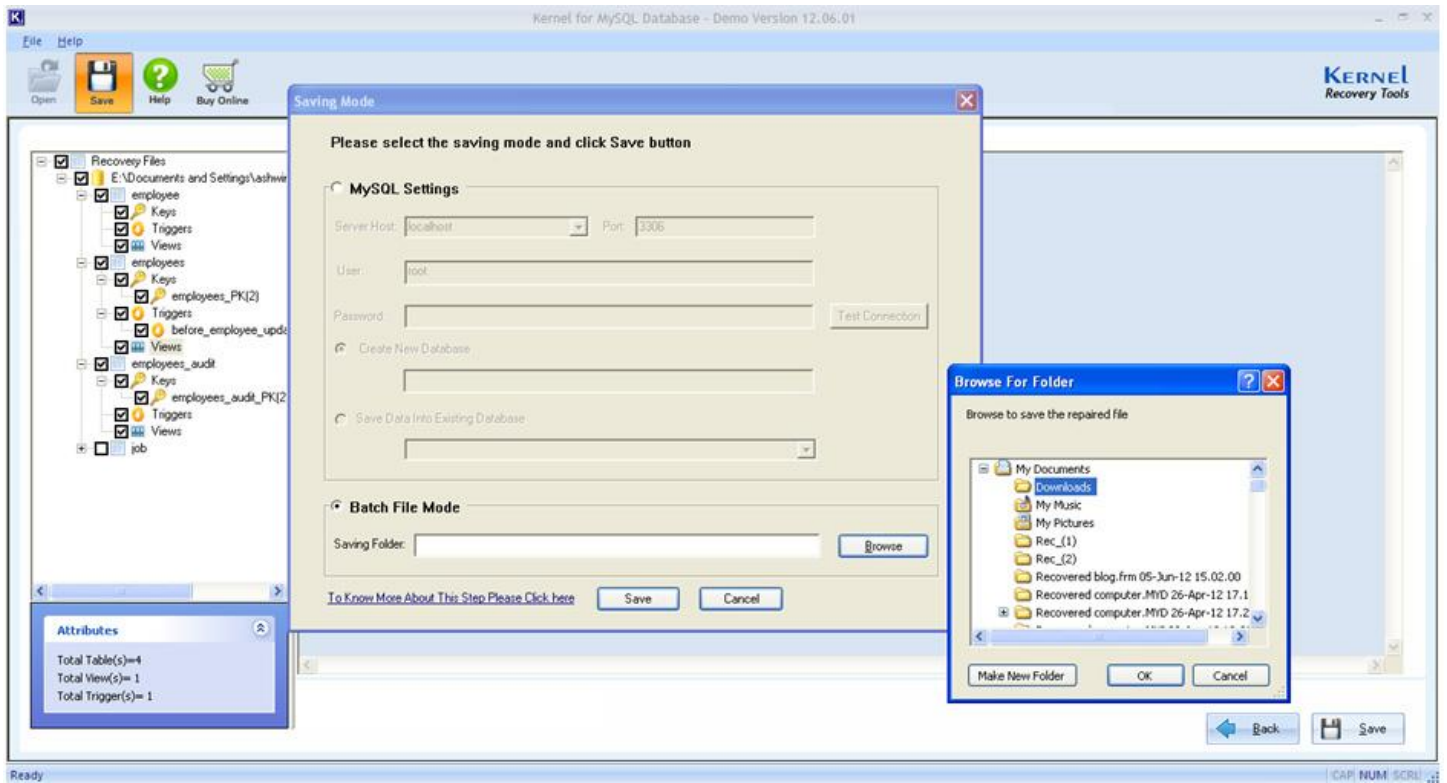 Kernel for MySQL Database - Demo Version 12.06.01
File Help
Open Save Help Buy Online
KERNEL
Recovery Tools
Recovery Files
E:\Documents and Settings\ashwir
employee
Keys
Triggers
Views
employees
Keys
employees_PK(2)
Triggers
before_employee_upda
Views
employees_audit
Keys
employees_audit_PK(2
Triggers
Views
job
Attributes
Total Table(s)=4
Total View(s)= 1
Total Trigger(s)= 1
Saving Mode
Please select the saving mode and click Save button
MySQL Settings
Server Host: localhost Port: 3306
User: root
Password: Test Connection
Create New Database
Save Data Into Existing Database
Batch File Mode
Saving Folder: Browse
To Know More About This Step Please Click here Save Cancel
Browse For Folder
Browse to save the repaired file
My Documents
Downloads
My Music
My Pictures
Rec_(1)
Rec_(2)
Recovered blog.frm 05-Jun-12 15.02.00
Recovered computer.MYD 26-Apr-12 17.1
Recovered computer.MYD 26-Apr-12 17.2
Make New Folder OK Cancel
Back Save
Ready CAP NUM SCRL